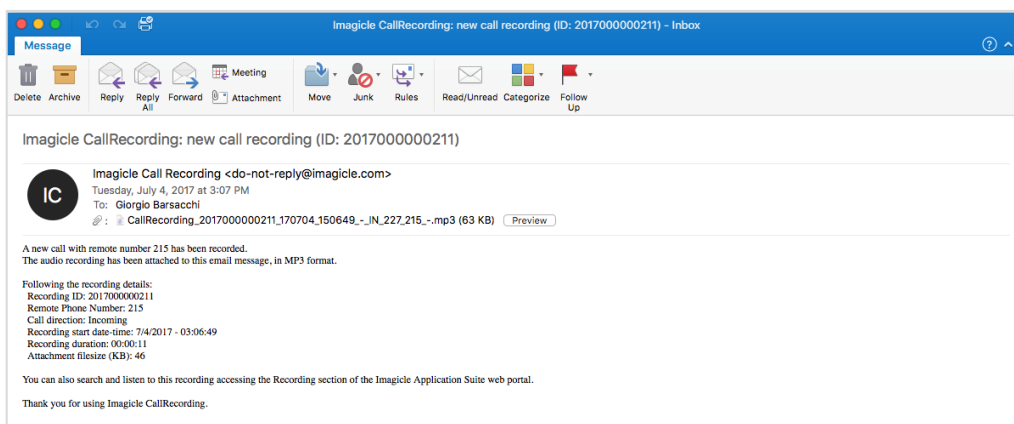 Imagicle CallRecording: new call recording (ID: 2017000000211) - Inbox
Message
Delete Archive Reply Reply All Forward Meeting Attachment Move Junk Rules Read/Unread Categorize Follow Up
Imagicle CallRecording: new call recording (ID: 2017000000211)
IC
Imagicle Call Recording <do-not-reply@imagicle.com>
Tuesday, July 4, 2017 at 3:07 PM
To: Giorgio Barsacchi
: CallRecording_2017000000211_170704_150649_-_IN_227_215_-.mp3 (63 KB) Preview
A new call with remote number 215 has been recorded.
The audio recording has been attached to this email message, in MP3 format.
Following the recording details:
Recording ID: 2017000000211
Remote Phone Number: 215
Call direction: Incoming
Recording start date-time: 7/4/2017 - 03:06:49
Recording duration: 00:00:11
Attachment filesize (KB): 46
You can also search and listen to this recording accessing the Recording section of the Imagicle Application Suite web portal.
Thank you for using Imagicle CallRecording.